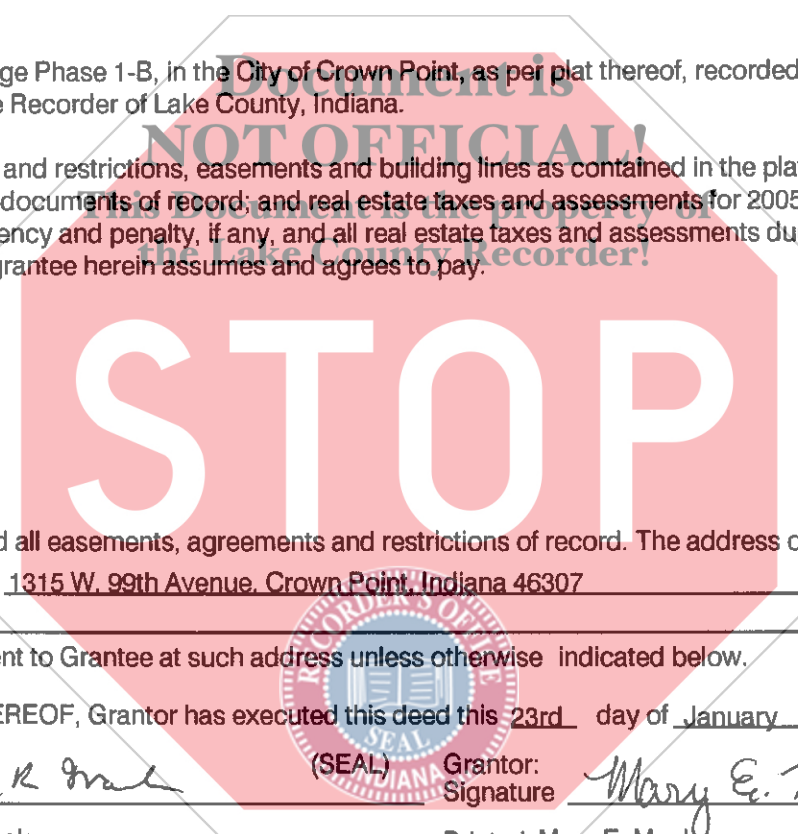 Document is
ge Phase 1-B, in the City of Crown Point, as per plat thereof, recorded
e Recorder of Lake County, Indiana.
NOT OFFICIAL!
and restrictions, easements and building lines as contained in the plat
documents of record; and real estate taxes and assessments for 2005
This Document is the property of
ency and penalty, if any, and all real estate taxes and assessments du
the Lake County Recorder!
grantee herein assumes and agrees to pay.
STOP
d all easements, agreements and restrictions of record. The address o
1315 W. 99th Avenue, Crown Point, Indiana 46307
RECORDER'S OFFICE
ent to Grantee at such address unless otherwise indicated below.
EREOF, Grantor has executed this deed this 23rd day of January
SEAL
INDIANA
(SEAL) Grantor:
Signature Mary E.